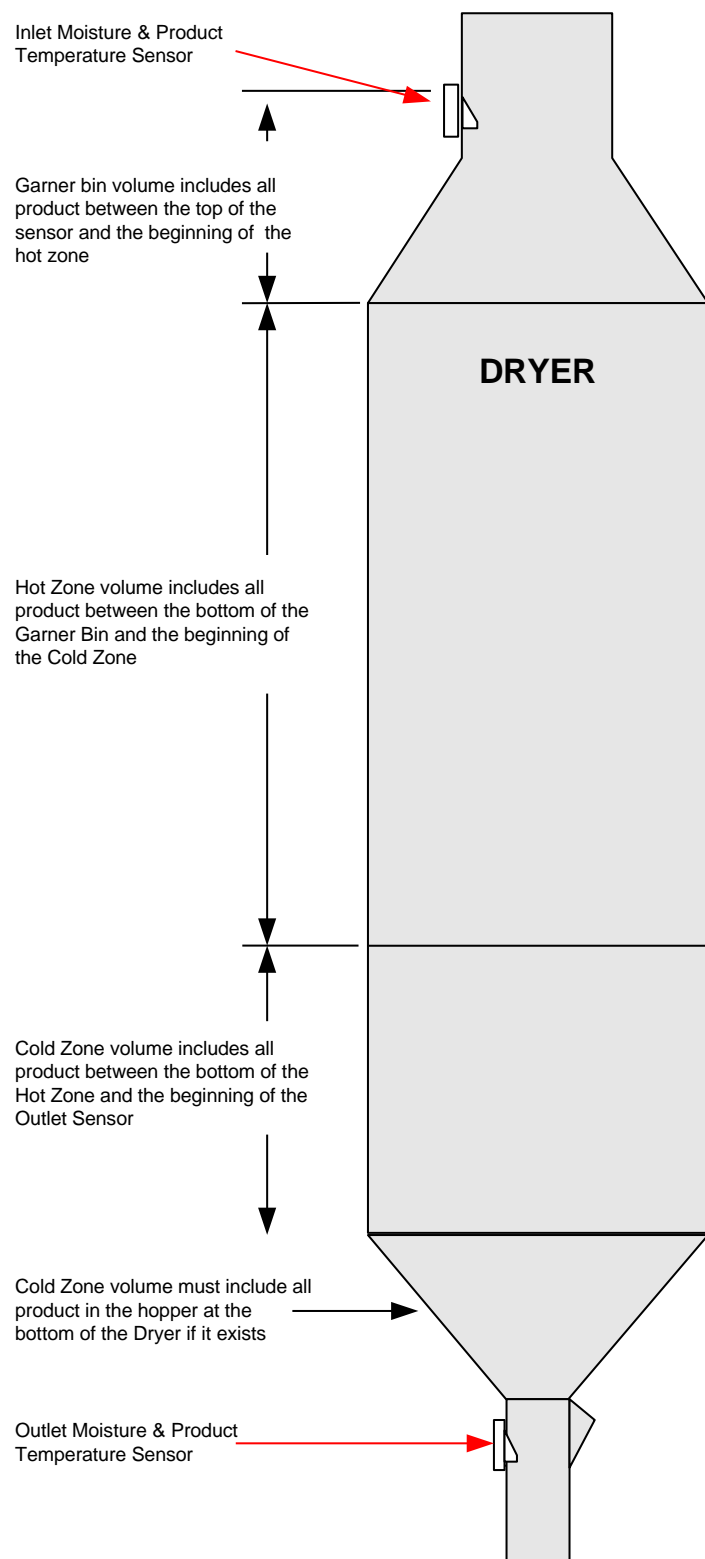 Inlet Moisture & Product
Temperature Sensor
Garner bin volume includes all
product between the top of the
sensor and the beginning of  the
hot zone
DRYER
Hot Zone volume includes all
product between the bottom of the
Garner Bin and the beginning of
the Cold Zone
Cold Zone volume includes all
product between the bottom of the
Hot Zone and the beginning of the
Outlet Sensor
Cold Zone volume must include all
product in the hopper at the
bottom of the Dryer if it exists
Outlet Moisture & Product
Temperature Sensor